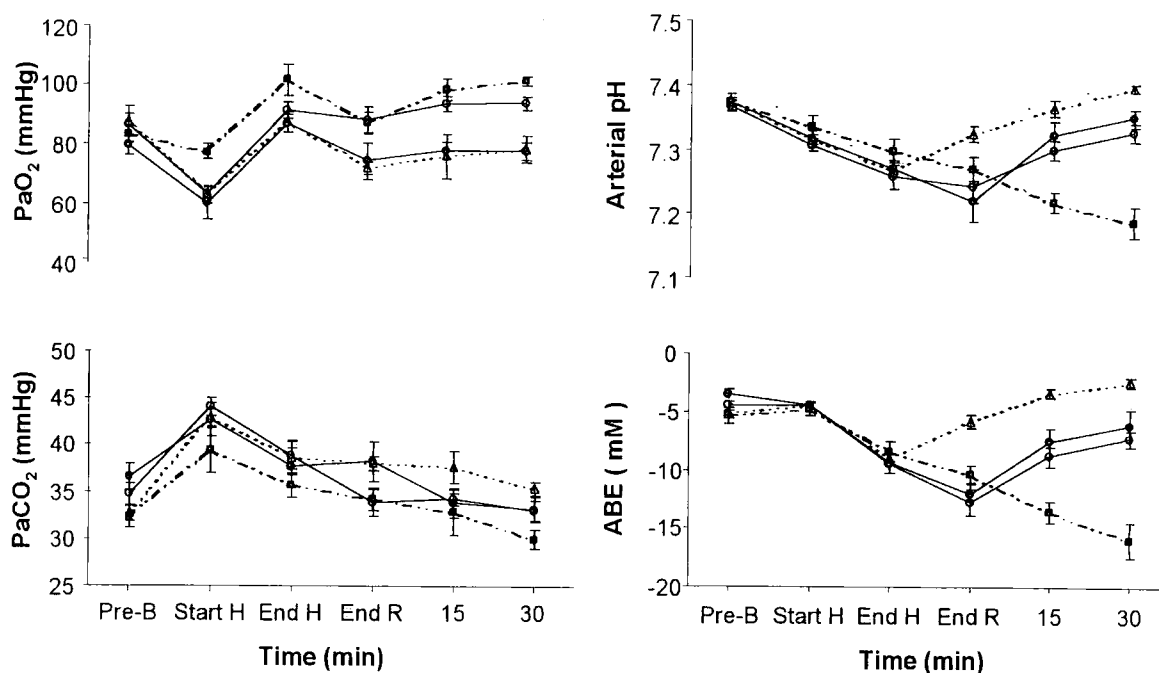 PaO2 (mmHg)
120
100
80
60
40
Arterial pH
7.5
7.4
7.3
7.2
7.1
PaCO2 (mmHg)
50
45
40
35
30
25
Pre-B Start H End H End R 15 30
Time (min)
ABE ( mM )
0
-5
-10
-15
-20
Pre-B Start H End H End R 15 30
Time (min)